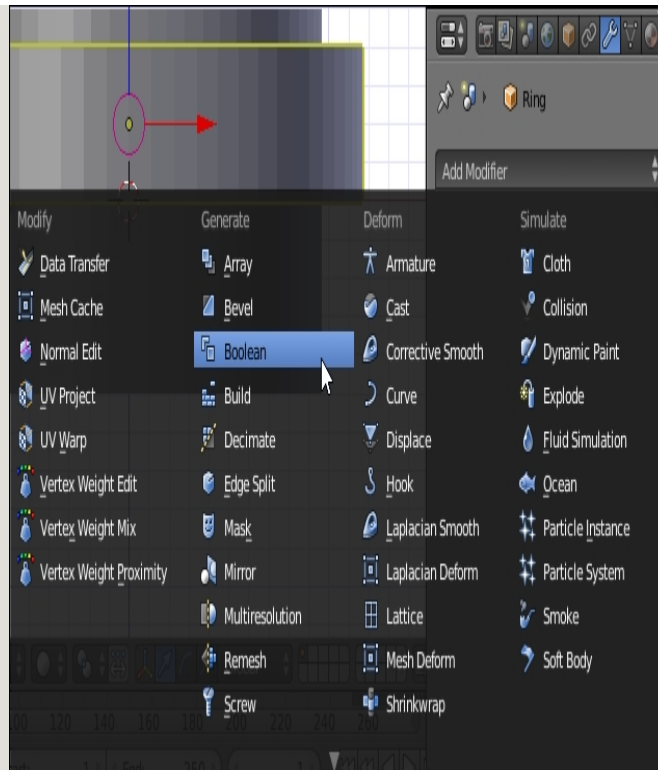 Ring
Add Modifier
Modify Generate Deform Simulate
Data Transfer Array Armature Cloth
Mesh Cache Bevel Cast Collision
Normal Edit Boolean Corrective Smooth Dynamic Paint
UV Project Build Curve Explode
UV Warp Decimate Displace Fluid Simulation
Vertex Weight Edit Edge Split Hook Ocean
Vertex Weight Mix Mask Laplacian Smooth Particle Instance
Vertex Weight Proximity Mirror Laplacian Deform Particle System
Multiresolution Lattice Smoke
Remesh Mesh Deform Soft Body
Screw Shrinkwrap
120 140 160 180 200 220 240